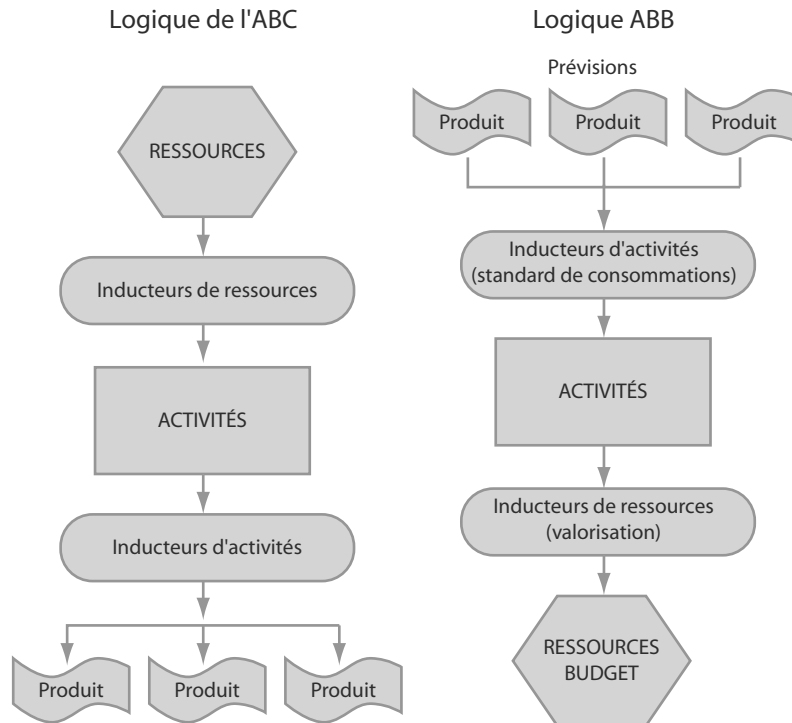 Logique de l'ABC
RESSOURCES
Inducteurs de ressources
ACTIVITÉS
Inducteurs d'activités
Produit
Produit
Produit
Logique ABB
Prévisions
Produit
Produit
Produit
Inducteurs d'activités
(standard de consommations)
ACTIVITÉS
Inducteurs de ressources
(valorisation)
RESSOURCES
BUDGET